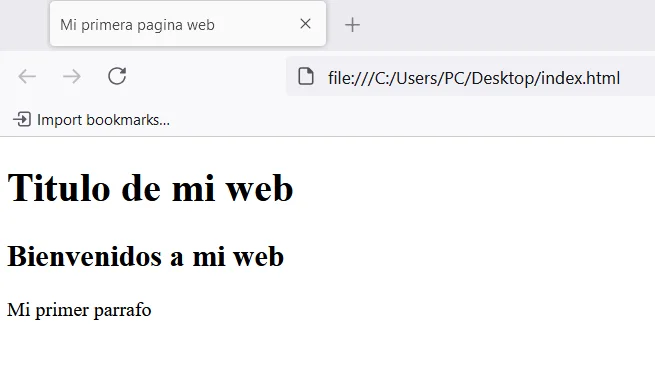 Mi primera pagina web
file:///C:/Users/PC/Desktop/index.html
Import bookmarks...
Titulo de mi web
Bienvenidos a mi web
Mi primer parrafo